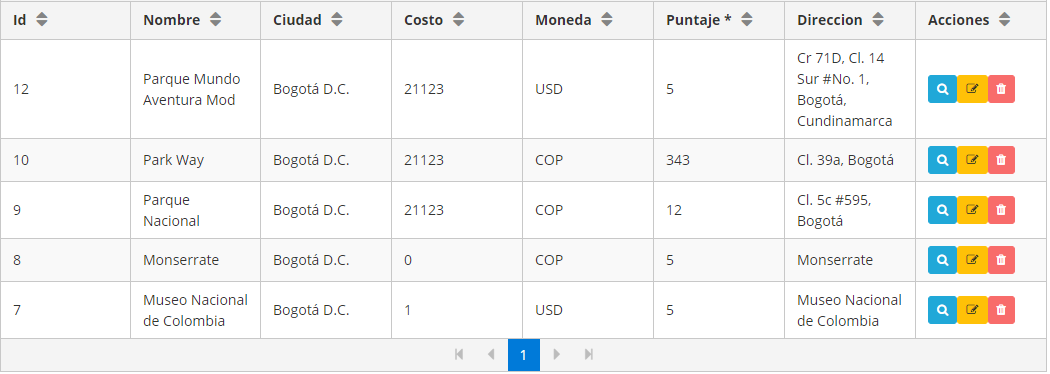 Id Nombre Ciudad Costo Moneda Puntaje * Direccion Acciones
12 Parque Mundo Aventura Mod Bogotá D.C. 21123 USD 5 Cr 71D, Cl. 14 Sur #No. 1, Bogotá, Cundinamarca
10 Park Way Bogotá D.C. 21123 COP 343 Cl. 39a, Bogotá
9 Parque Nacional Bogotá D.C. 21123 COP 12 Cl. 5c #595, Bogotá
8 Monserrate Bogotá D.C. 0 COP 5 Monserrate
7 Museo Nacional de Colombia Bogotá D.C. 1 USD 5 Museo Nacional de Colombia
1